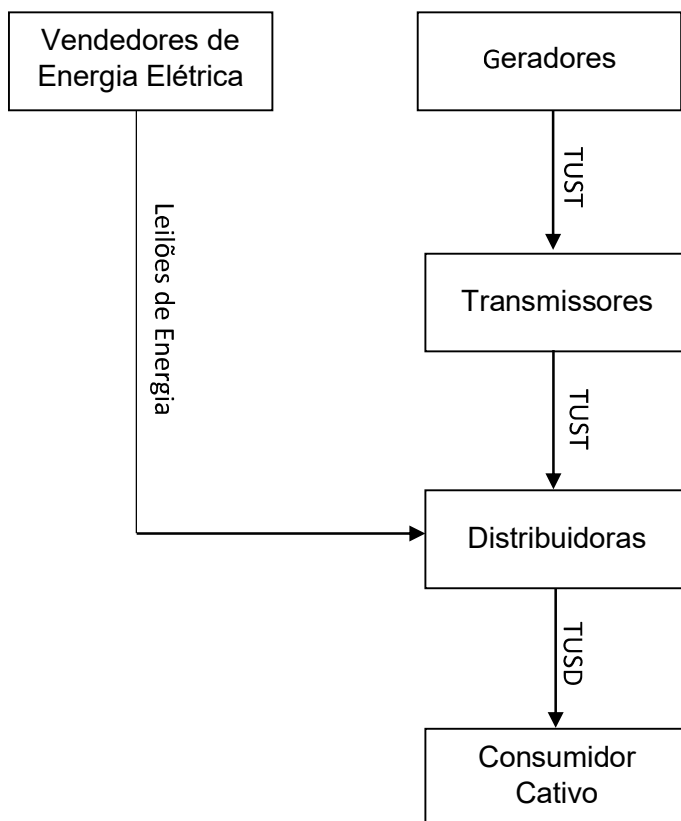 Vendedores de
Energia Elétrica
Geradores
TUST
Leilões de Energia
Transmissores
TUST
Distribuidoras
TUSD
Consumidor
Cativo